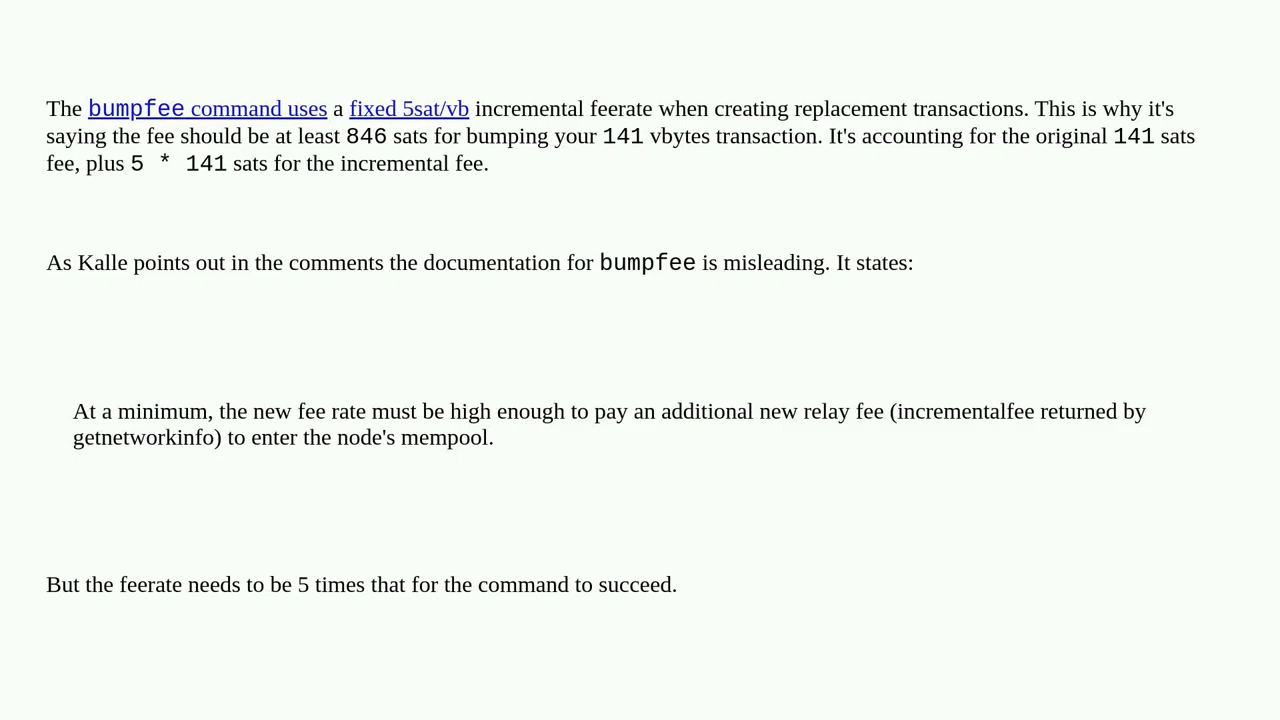 The bumpfee command uses a fixed 5sat/vb incremental feerate when creating replacement transactions. This is why it's
saying the fee should be at least 846 sats for bumping your 141 vbytes transaction. It's accounting for the original 141 sats
fee, plus 5 * 141 sats for the incremental fee.
As Kalle points out in the comments the documentation for bumpfee is misleading. It states:
At a minimum, the new fee rate must be high enough to pay an additional new relay fee (incrementalfee returned by
getnetworkinfo) to enter the node's mempool.
But the feerate needs to be 5 times that for the command to succeed.